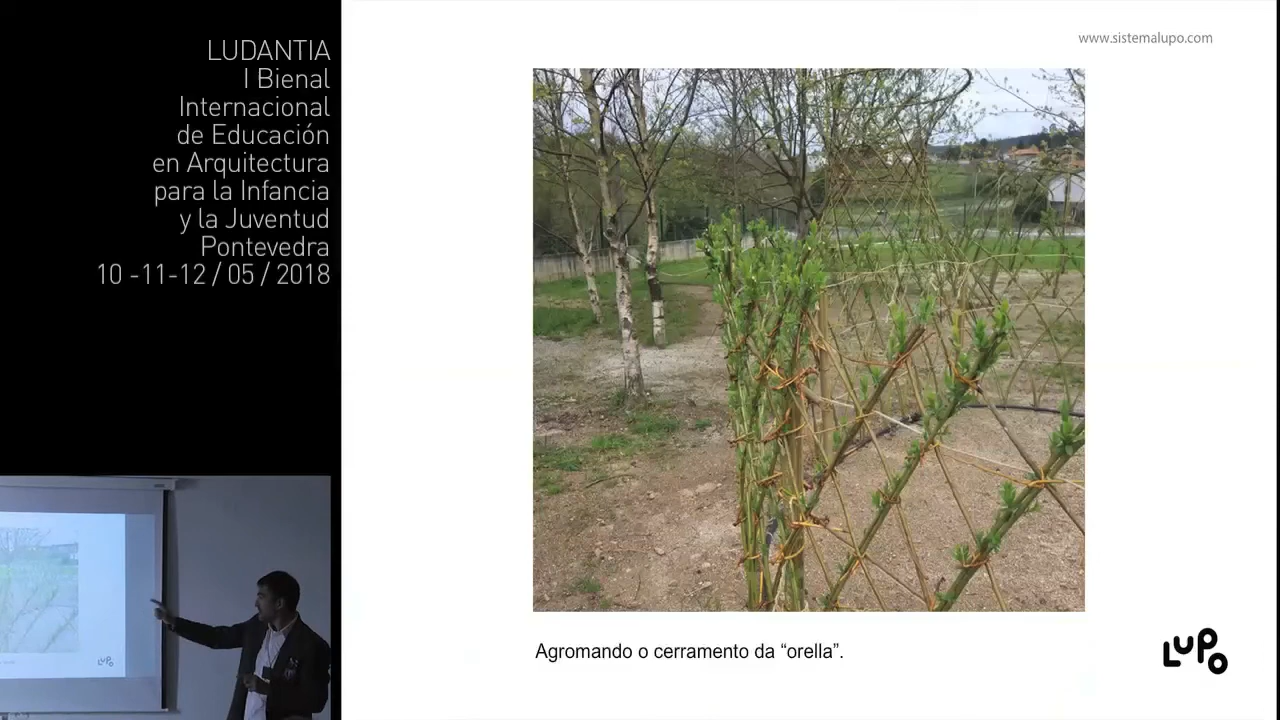 LUDANTIA
I Bienal
Internacional
de Educación
en Arquitectura
para la Infancia
y la Juventud
Pontevedra
10 -11-12 / 05 / 2018
www.sistemalupo.com
Agromando o cerramento da “orella”.
LUPO